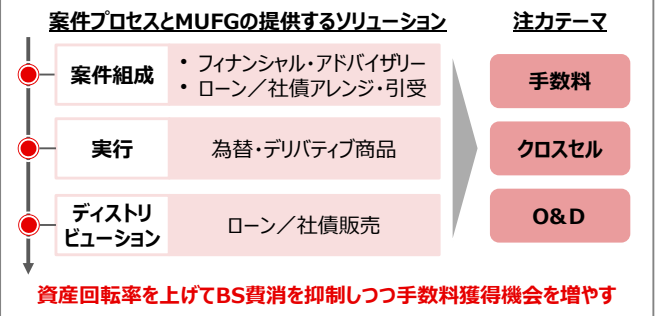 案件プロセスとMUFGの提供するソリューション
注力テーマ
案件組成
• フィナンシャル・アドバイザリー
• ローン／社債アレンジ・引受
手数料
実行
為替・デリバティブ商品
クロスセル
ディストリ
ビューション
ローン／社債販売
O&D
資産回転率を上げてBS費消を抑制しつつ手数料獲得機会を増やす